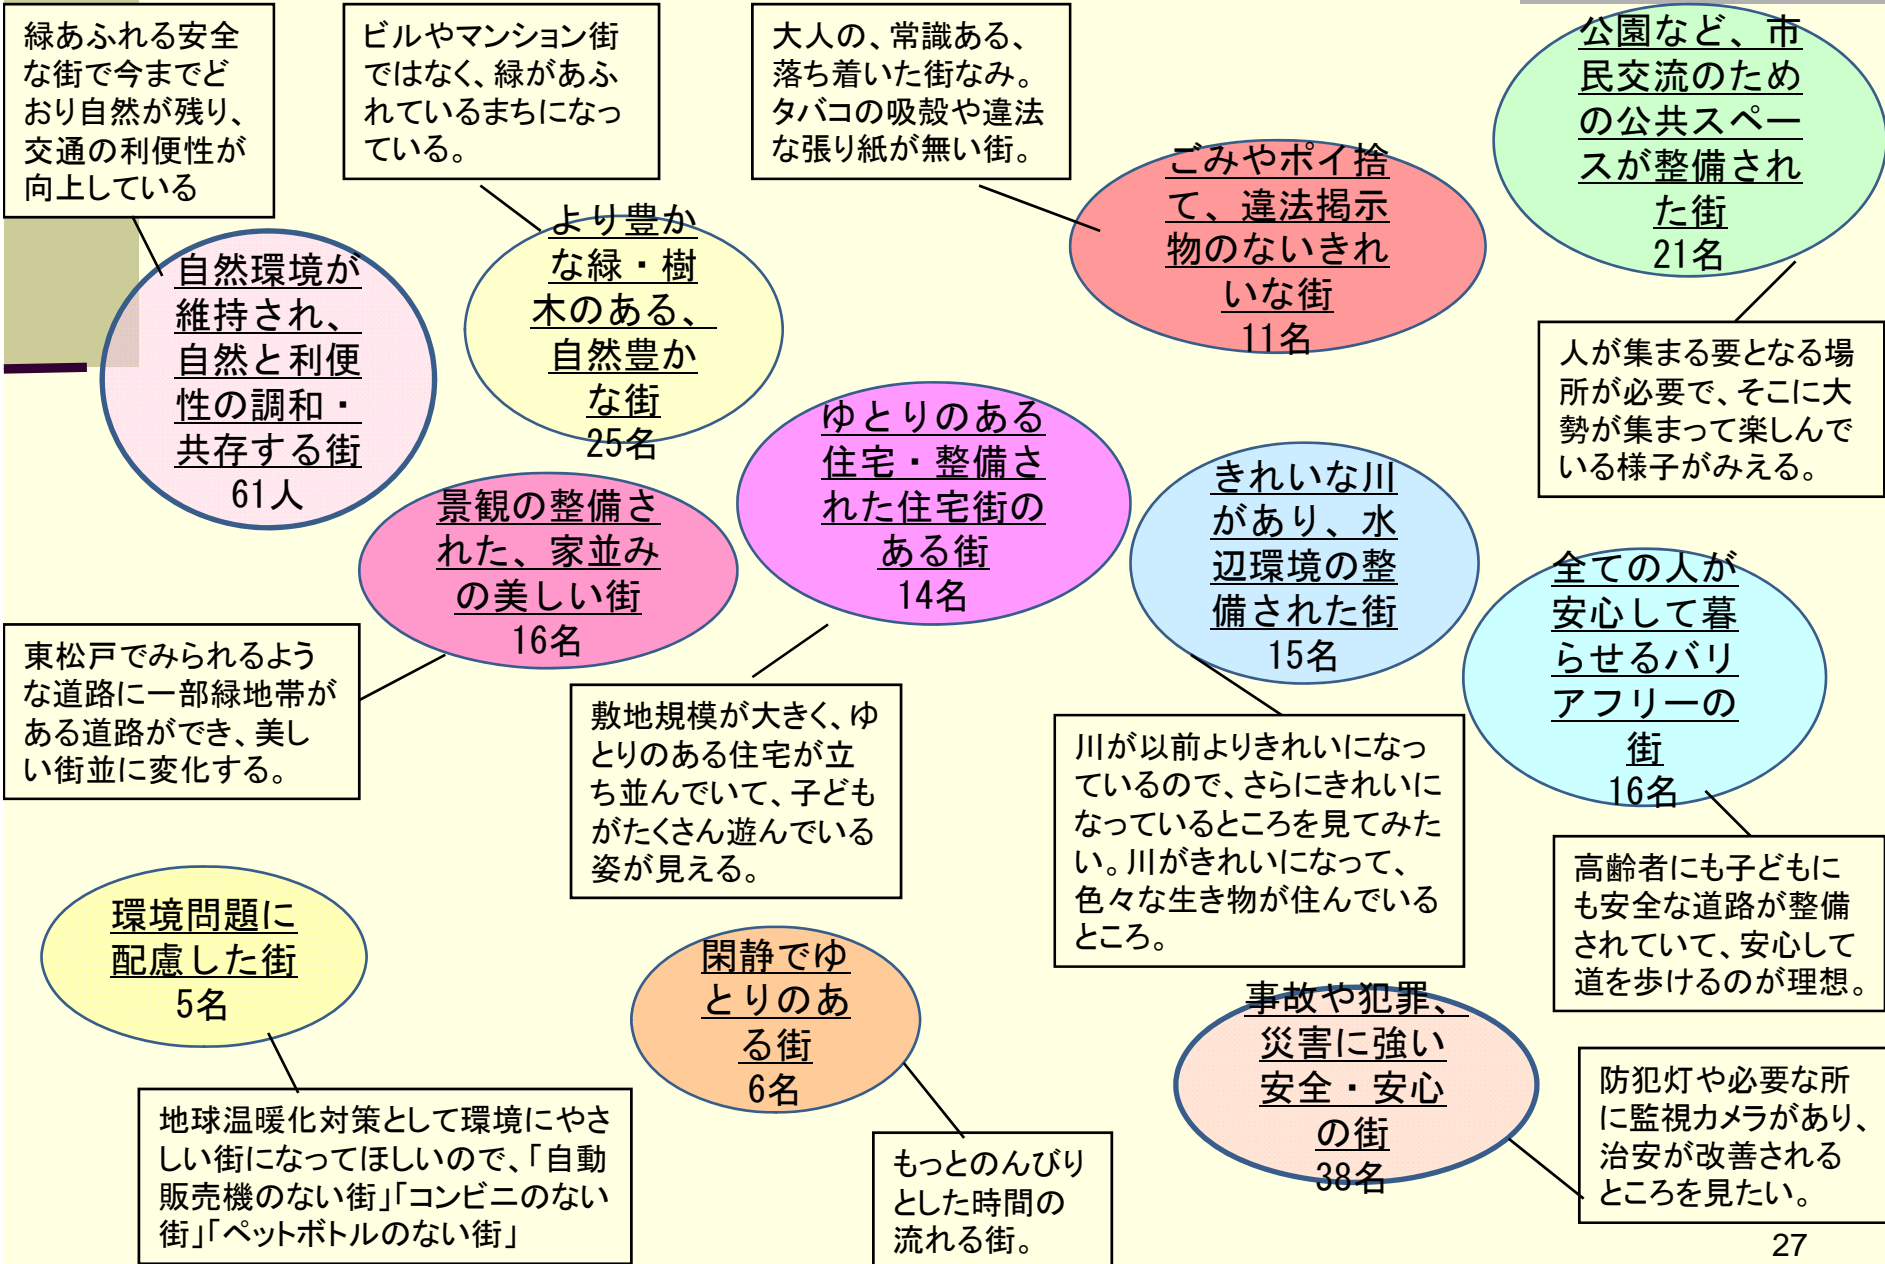 緑あふれる安全
な街で今までど
おり自然が残り、
交通の利便性が
向上している
ビルやマンション街
ではなく、緑があふ
れているまちになっ
ている。
大人の、常識ある、
落ち着いた街なみ。
タバコの吸殻や違法
な張り紙が無い街。
公園など、市
民交流のため
の公共スペー
スが整備され
た街
21名
ごみやポイ捨
て、違法掲示
物のないきれ
いな街
11名
より豊か
な緑・樹
木のある、
自然豊か
な街
25名
自然環境が
維持され、
自然と利便
性の調和・
共存する街
61人
人が集まる要となる場
所が必要で、そこに大
勢が集まって楽しんで
いる様子がみえる。
ゆとりのある
住宅・整備さ
れた住宅街の
ある街
14名
きれいな川
があり、水
辺環境の整
備された街
15名
景観の整備さ
れた、家並み
の美しい街
16名
全ての人が
安心して暮
らせるバリ
アフリーの
街
16名
東松戸でみられるよう
な道路に一部緑地帯が
ある道路ができ、美し
い街並に変化する。
敷地規模が大きく、ゆ
とりのある住宅が立
ち並んでいて、子ども
がたくさん遊んでいる
姿が見える。
川が以前よりきれいになっ
ているので、さらにきれいに
なっているところを見てみた
い。川がきれいになって、
色々な生き物が住んでいる
ところ。
高齢者にも子どもに
も安全な道路が整備
されていて、安心して
道を歩けるのが理想。
環境問題に
配慮した街
5名
閑静でゆ
とりのあ
る街
6名
事故や犯罪、
災害に強い
安全・安心
の街
38名
地球温暖化対策として環境にやさ
しい街になってほしいので、「自動
販売機のない街」「コンビニのない
街」「ペットボトルのない街」
もっとのんびり
とした時間の
流れる街。
防犯灯や必要な所
に監視カメラがあり、
治安が改善される
ところを見たい。
27